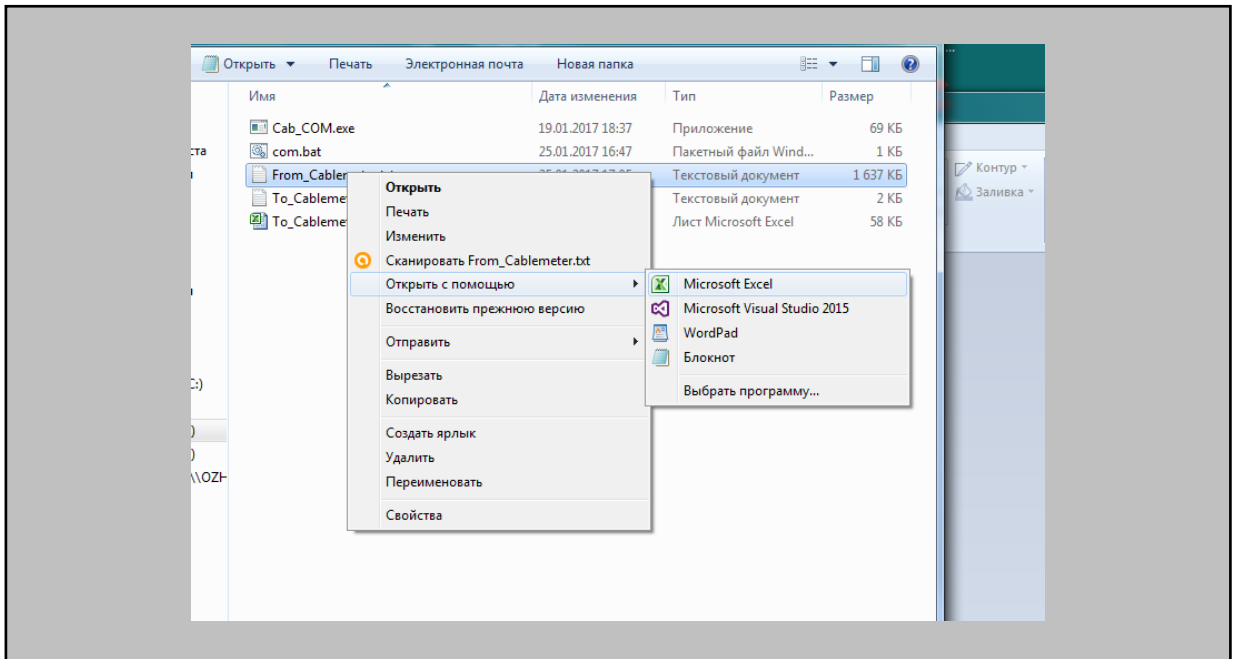 Открыть Печать Электронная почта Новая папка
Имя Дата изменения Тип Размер
Cab_COM.exe 19.01.2017 18:37 Приложение 69 КБ
com.bat 25.01.2017 16:47 Пакетный файл Wind... 1 КБ
Текстовый документ 1 637 КБ
Текстовый документ 2 КБ
Лист Microsoft Excel 58 КБ
Открыть
Печать
Изменить
Сканировать From_Cablemeter.txt
Открыть с помощью
Восстановить прежнюю версию
Отправить
Вырезать
Копировать
Создать ярлык
Удалить
Переименовать
Свойства
Microsoft Excel
Microsoft Visual Studio 2015
WordPad
Блокнот
Выбрать программу...
Контур
Заливка
C:)
\\OZH